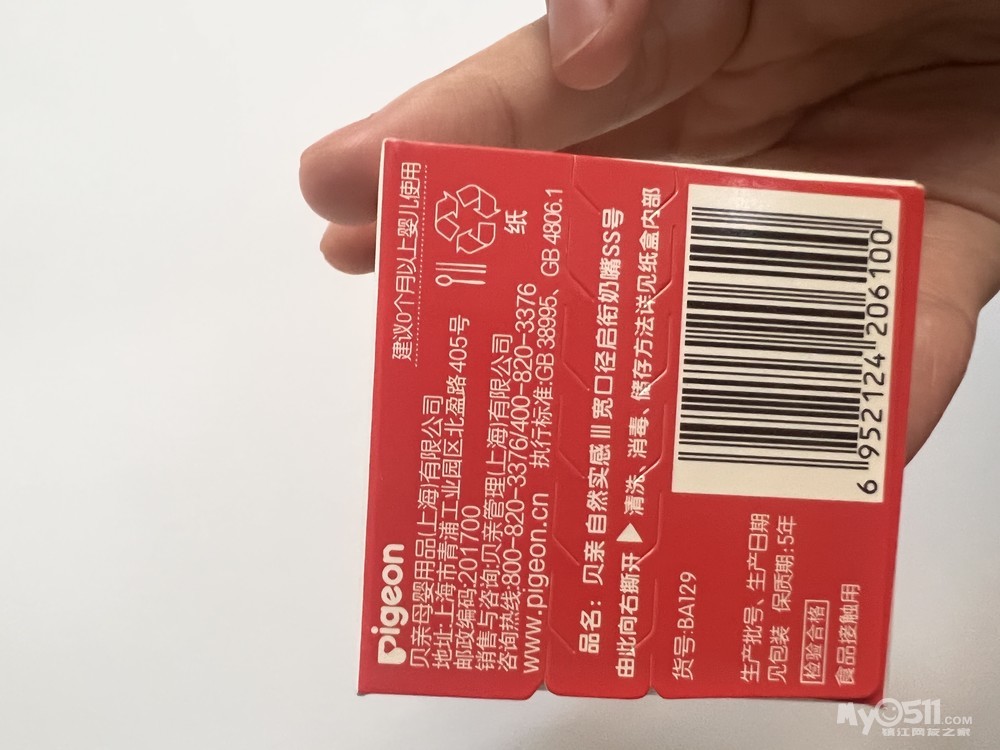 Pigeon
建议0个月以上婴儿使用
贝亲母婴用品(上海)有限公司
地址:上海市青浦工业园区北盈路405号
邮政编码:201700
销售与咨询:贝亲管理(上海)有限公司
咨询热线:800-820-3376/400-820-3376
www.pigeon.cn
执行标准:GB 38995、GB 4806.1
纸
品名：贝亲 自然实感III宽口径启衔奶嘴SS号
由此向右撕开▶清洗、消毒、储存方法详见纸盒内部
货号:BA129
生产批号、生产日期
见包装 保质期:5年
检验合格
食品接触用
6 952124 206100
My0511.COM
镇江网友之家